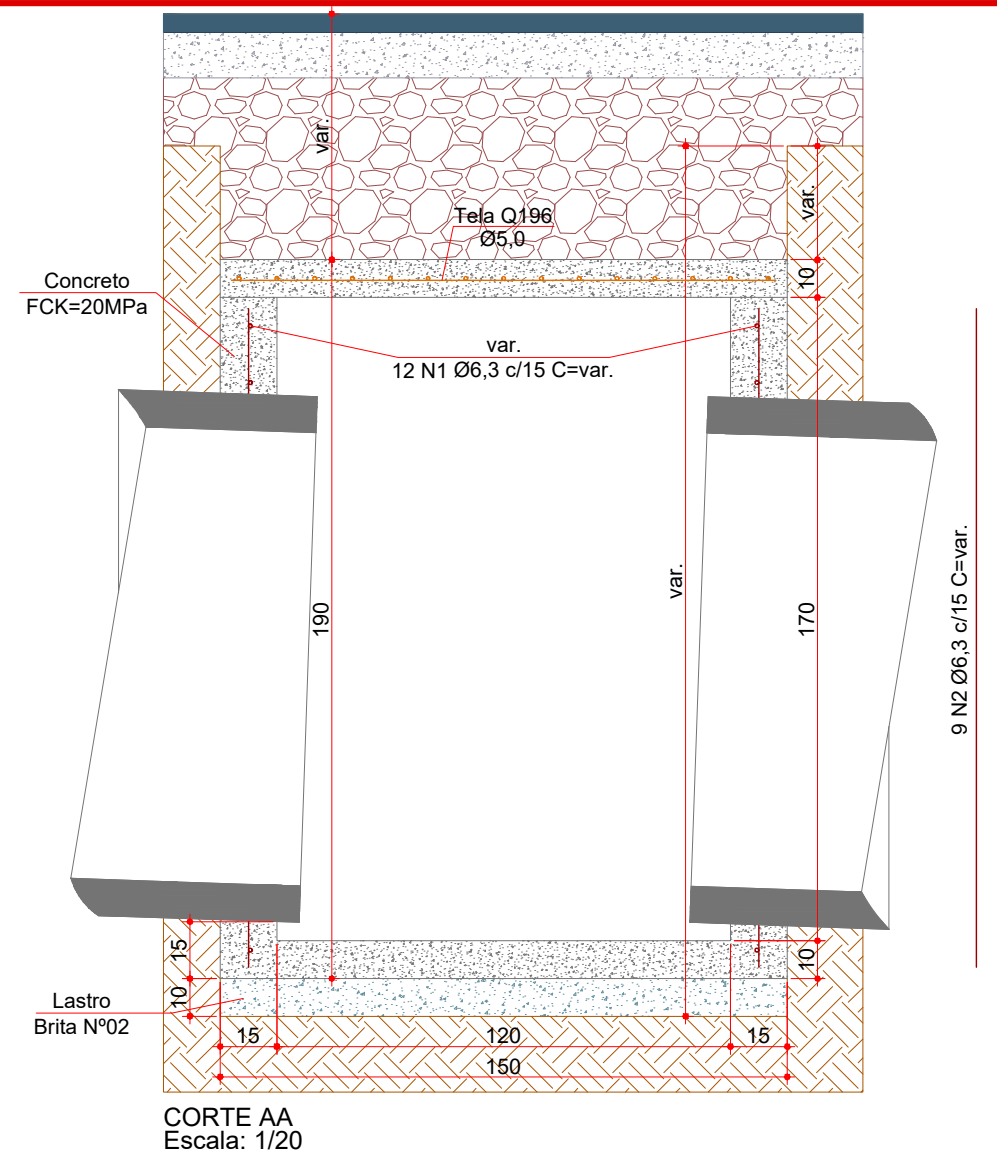 var.
var.
Tela Q196
Ø5,0
10
Concreto
FCK=20MPa
var.
12 N1 Ø6,3 c/15 C=var.
190
var.
170
9 N2 Ø6,3 c/15 C=var.
15
10
10
Lastro
Brita Nº02
15
120
15
150
CORTE AA
Escala: 1/20